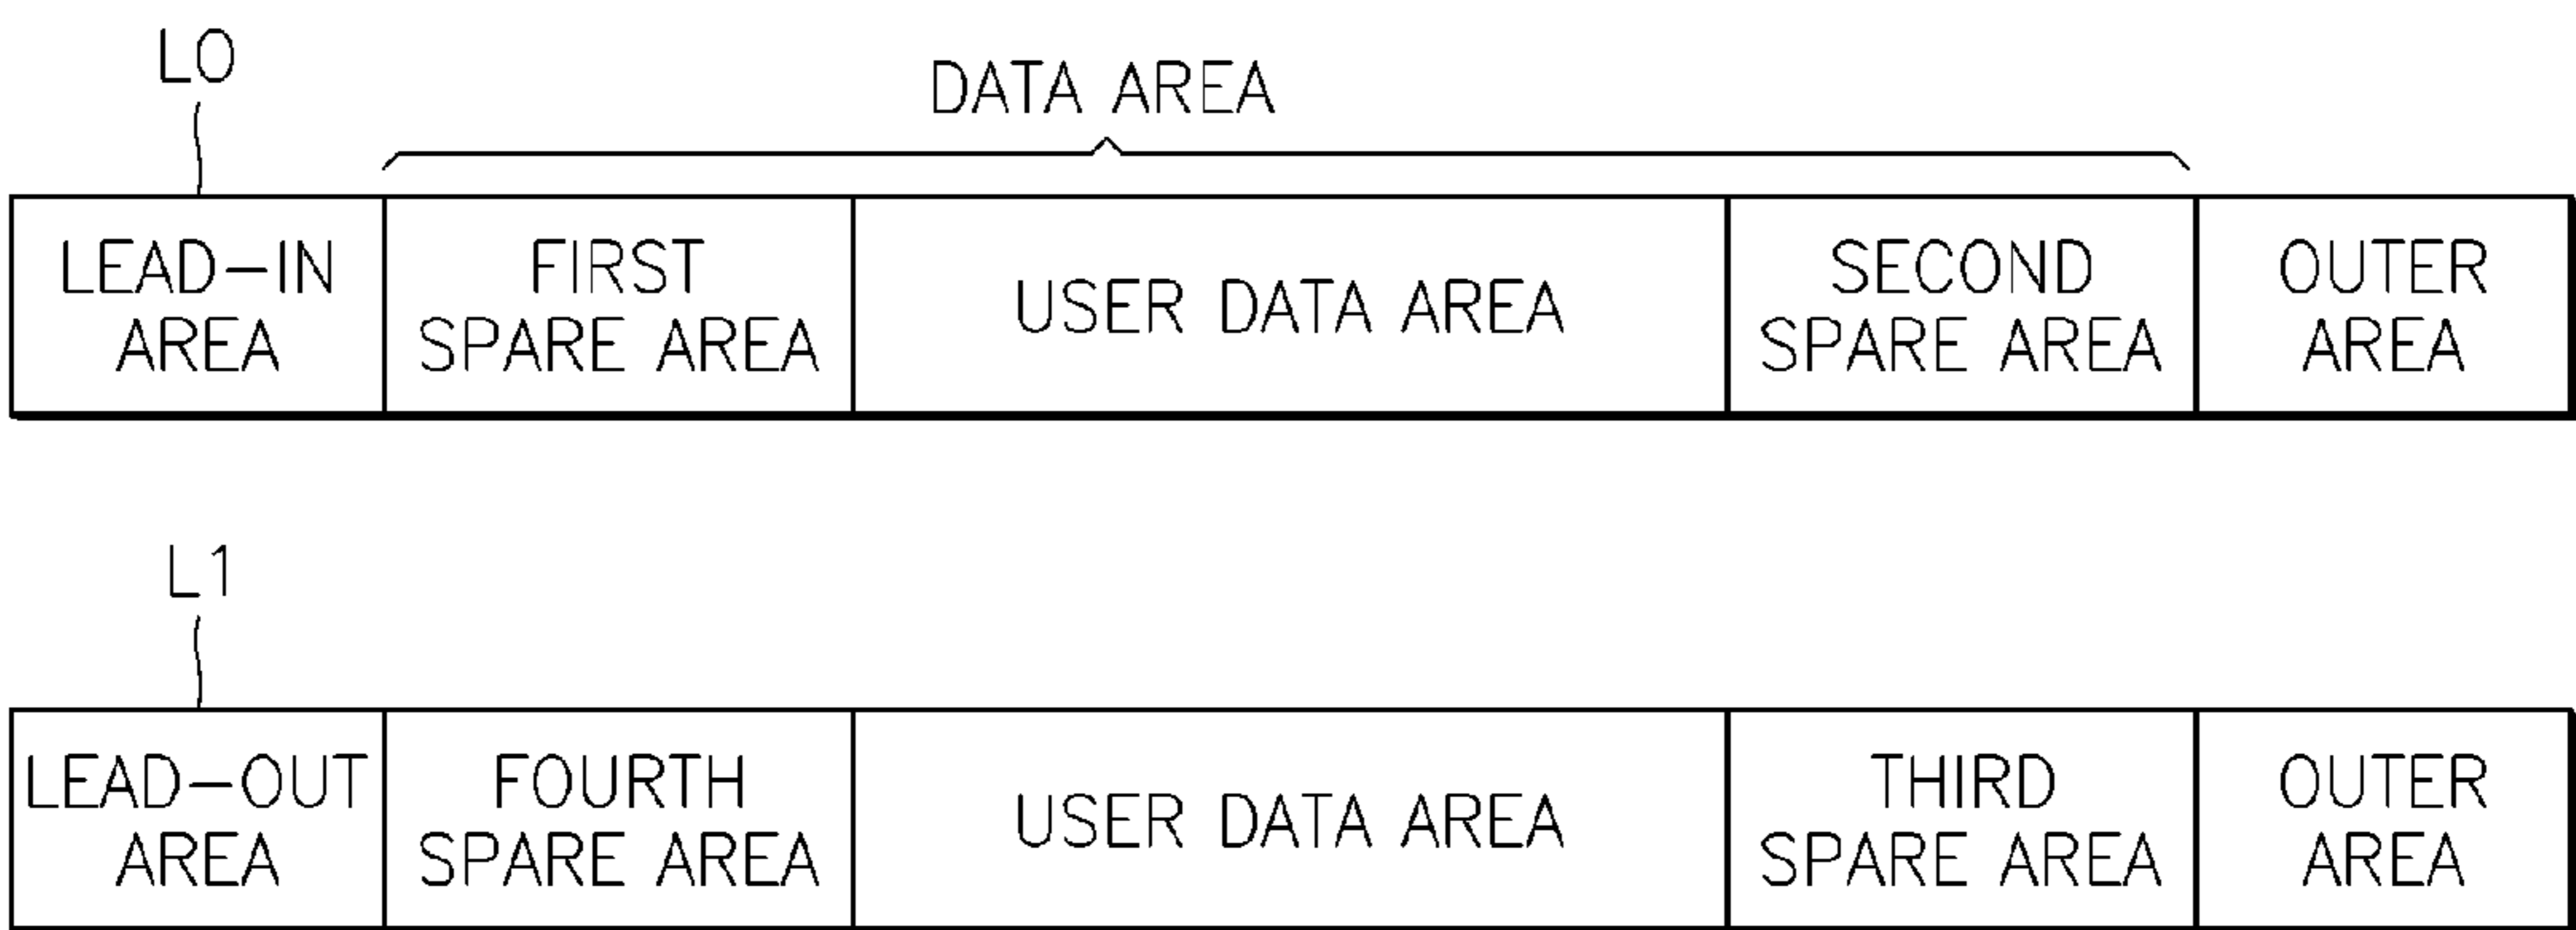 L0
DATA AREA
LEAD-IN
AREA
FIRST
SPARE AREA
USER DATA AREA
SECOND
SPARE AREA
OUTER
AREA
L1
LEAD-OUT
AREA
FOURTH
SPARE AREA
USER DATA AREA
THIRD
SPARE AREA
OUTER
AREA